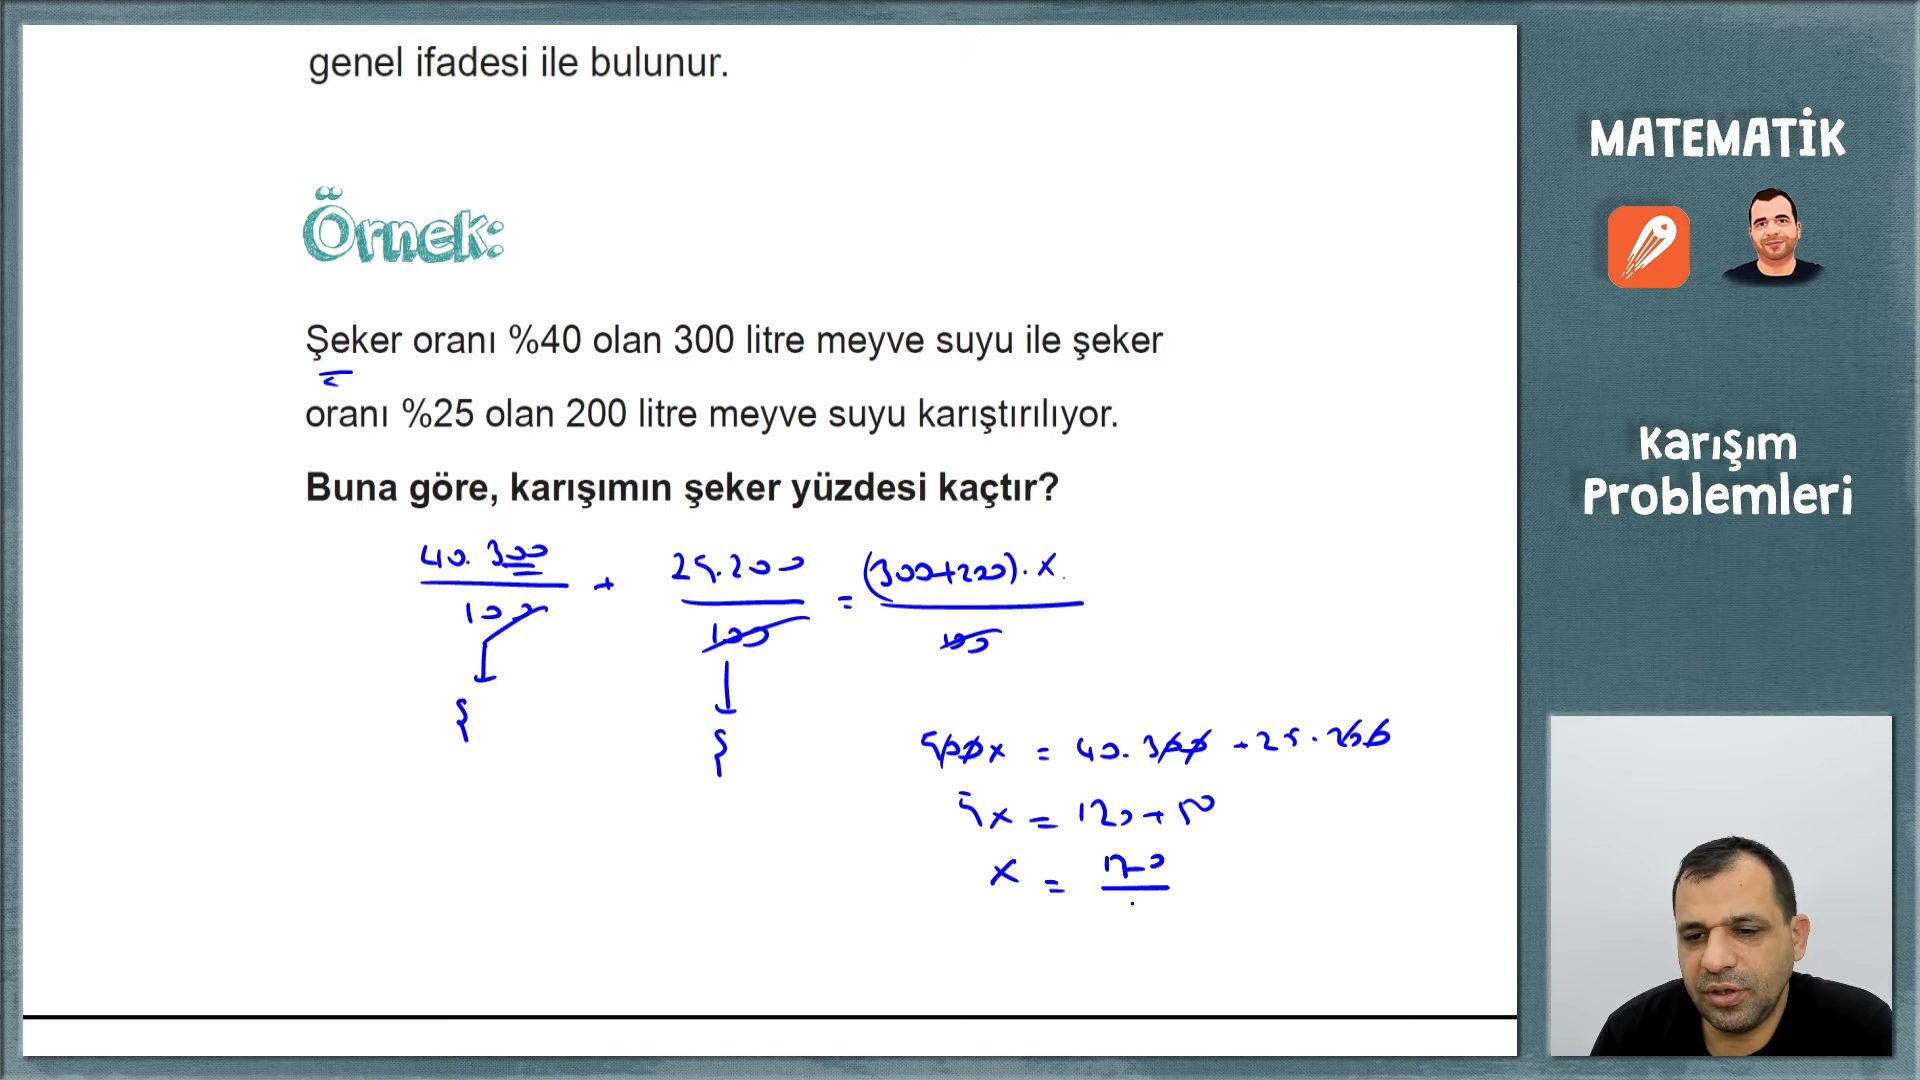 genel ifadesi ile bulunur.
Örnek:
Şeker oranı %40 olan 300 litre meyve suyu ile şeker
oranı %25 olan 200 litre meyve suyu karıştırılıyor.
Buna göre, karışımın şeker yüzdesi kaçtır?
40.300 / 100 + 25.200 / 100 = (300+200).x / 100
ş ş
500x = 40.300 + 25.200
5x = 120 + 50
x = 170
MATEMATİK
Karışım
Problemleri